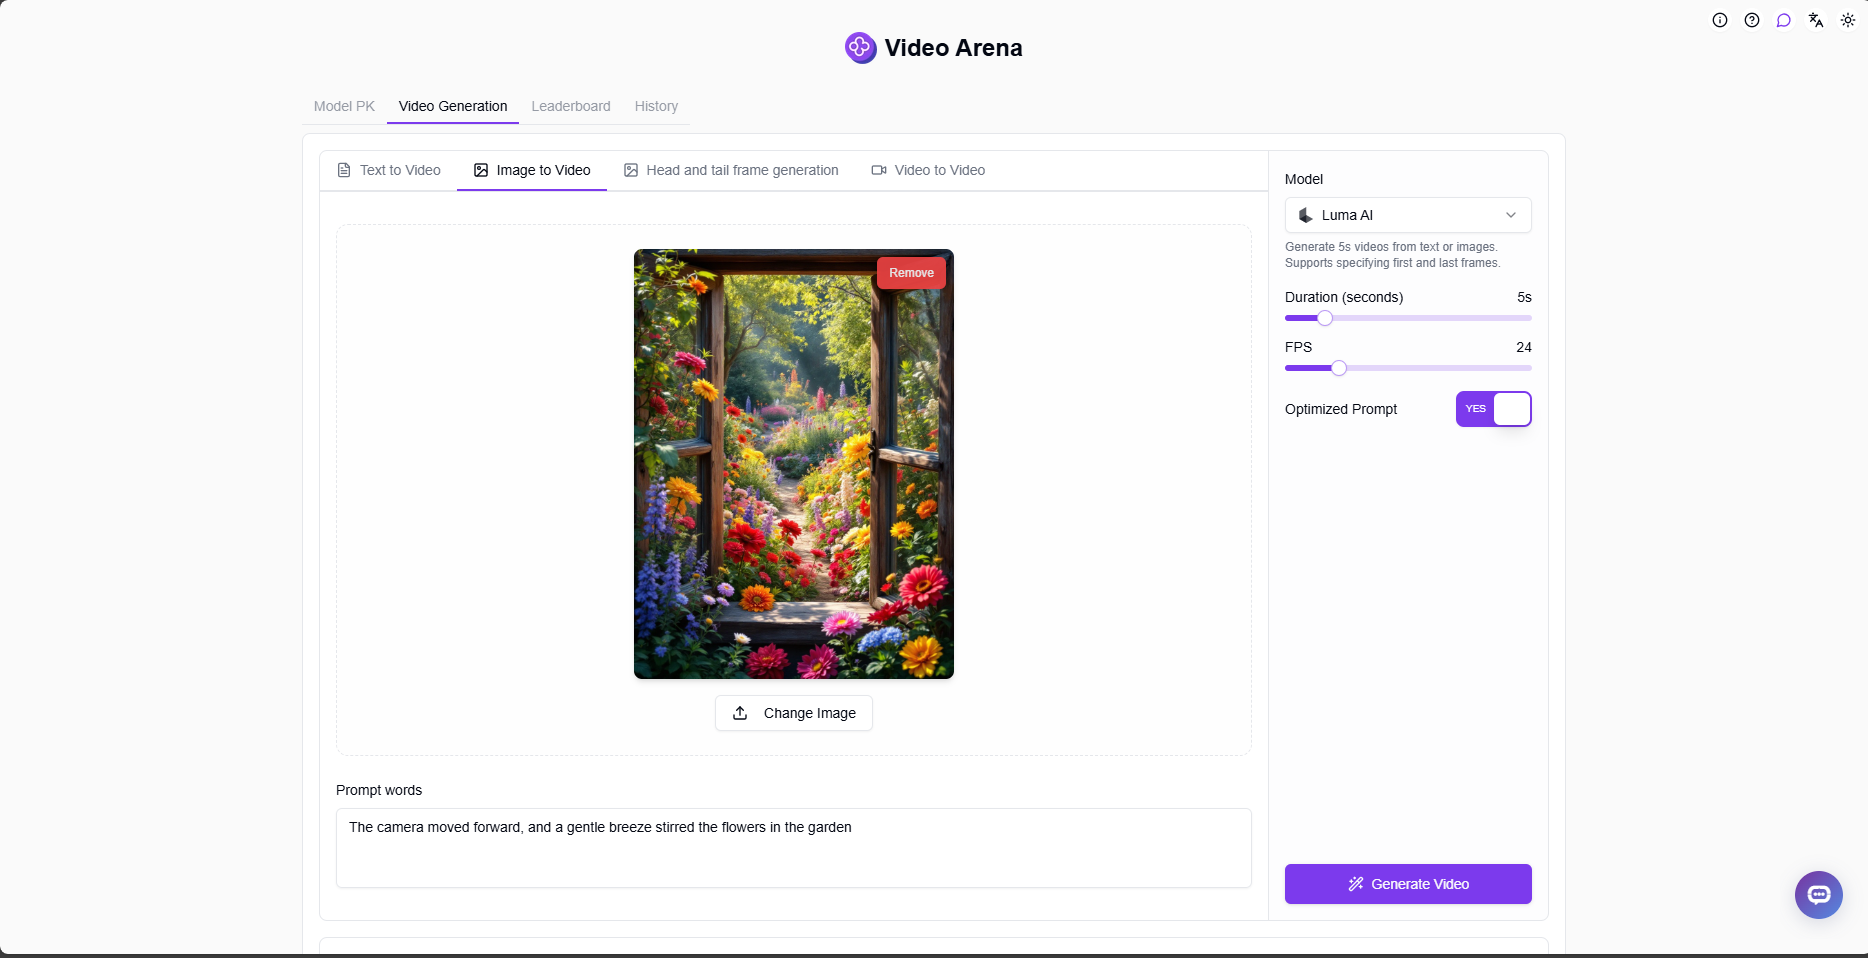 Video Arena
Model PK
Video Generation
Leaderboard
History
Text to Video
Image to Video
Head and tail frame generation
Video to Video
Remove
Change Image
Prompt words
The camera moved forward, and a gentle breeze stirred the flowers in the garden
Model
Luma AI
Generate 5s videos from text or images.
Supports specifying first and last frames.
Duration (seconds) 5s
FPS 24
Optimized Prompt YES
Generate Video